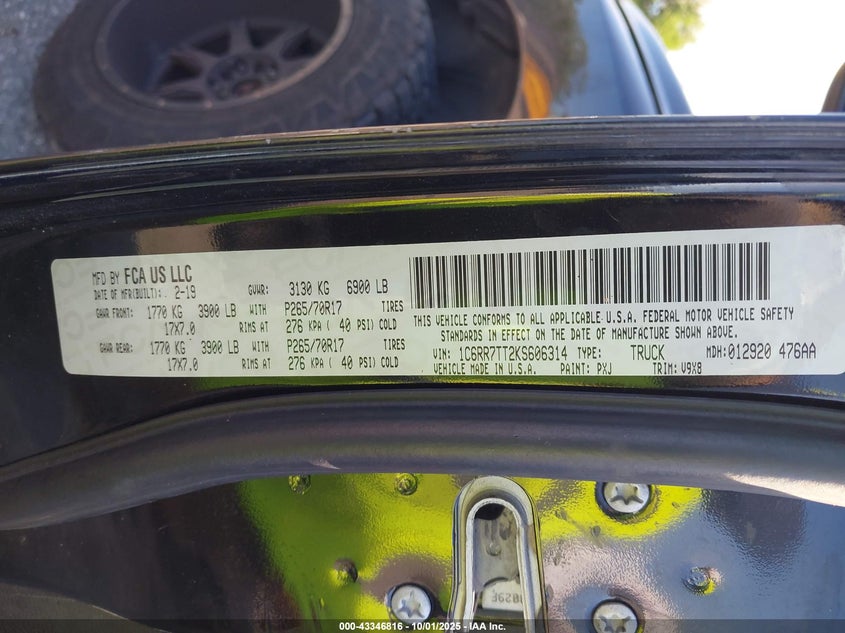 MFD BY FCA US LLC
DATE OF MFR(BUILT): 2-19 GVWR: 3130 KG 6900 LB
GAWR FRONT: 1770 KG 3900 LB WITH P265/70R17 TIRES
17X7.0 RIMS AT 276 KPA ( 40 PSI) COLD
GAWR REAR: 1770 KG 3900 LB WITH P265/70R17 TIRES
17X7.0 RIMS AT 276 KPA ( 40 PSI) COLD
THIS VEHICLE CONFORMS TO ALL APPLICABLE U.S.A. FEDERAL MOTOR VEHICLE SAFETY
STANDARDS IN EFFECT ON THE DATE OF MANUFACTURE SHOWN ABOVE.
VIN: 1C6RR7TT2KS606314 TYPE: TRUCK MDH:012920 476AA
VEHICLE MADE IN U.S.A. PAINT: PXJ TRIM: V9X8
000-43346816 - 10/01/2025 - IAA Inc.